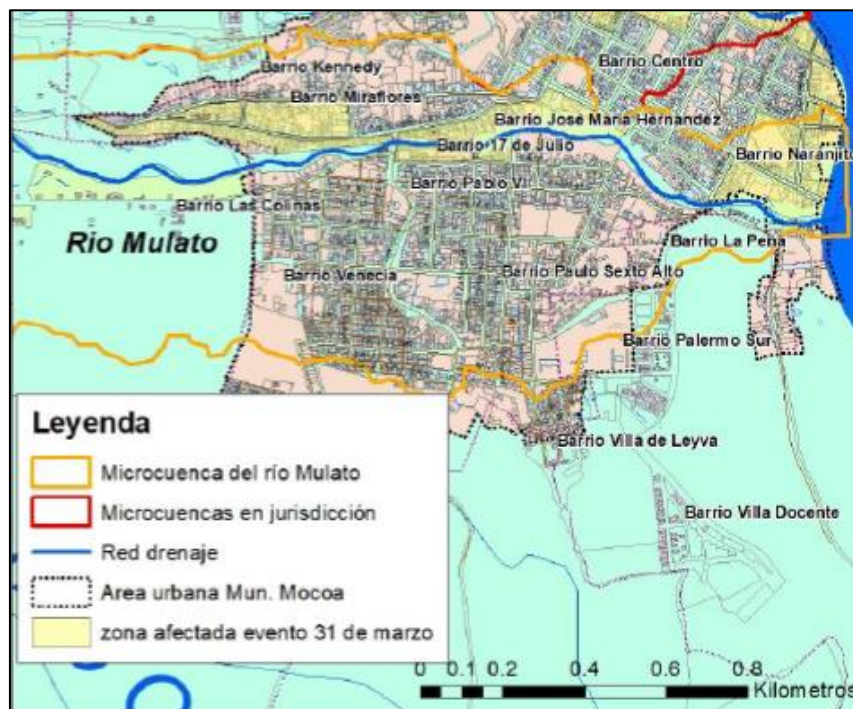 Barrio Centro
Barrio Kennedy
Barrio Miraflores
Barrio José María Hernández
Barrio 17 de Julio
Barrio Naranjito
Barrio Pablo VI
Barrio Las Colinas
Rio Mulato
Barrio La Peña
Barrio Venecia
Barrio Paulo Sexto Alto
Barrio Palermo Sur
Leyenda
Microcuenca del río Mulato
Microcuencas en jurisdicción
Red drenaje
Area urbana Mun. Mocoa
zona afectada evento 31 de marzo
Barrio Villa de Leyva
Barrio Villa Docente
0 0.1 0.2 0.4 0.6 0.8
Kilometros